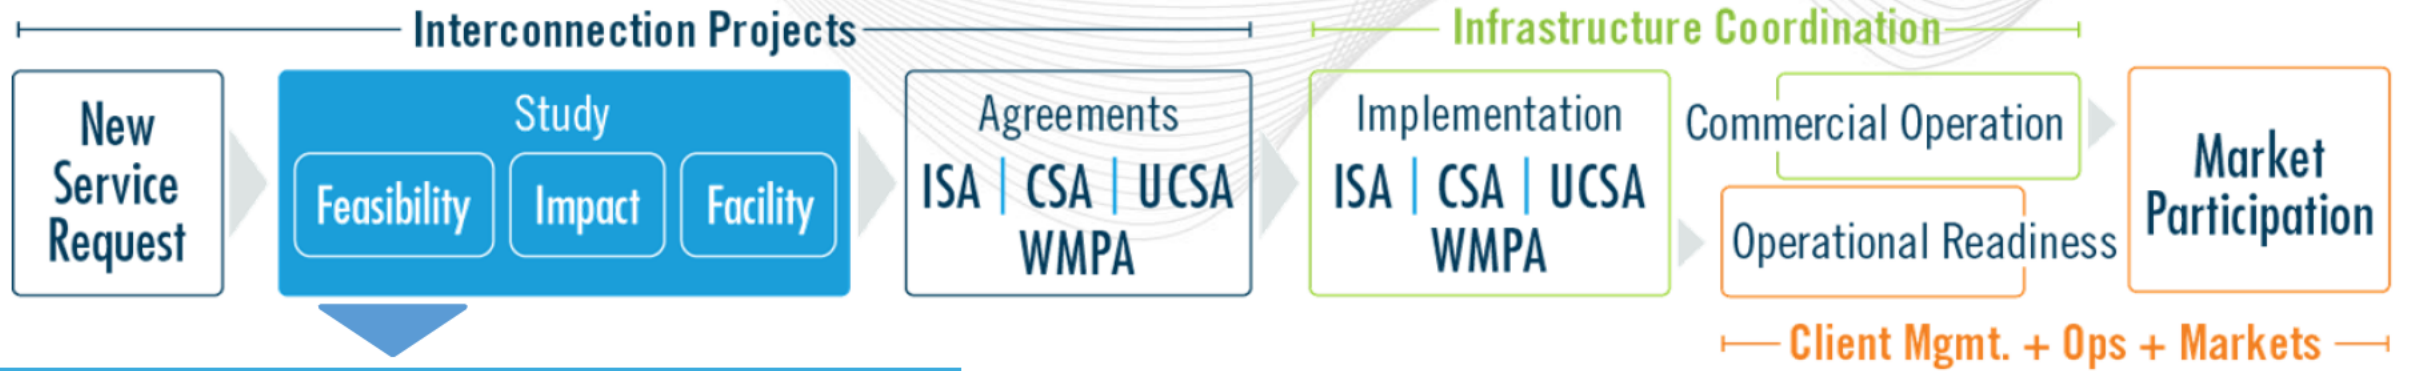 Interconnection Projects
Infrastructure Coordination
New
Service
Request
Study
Feasibility
Impact
Facility
Agreements
ISA | CSA | UCSA
WMPA
Implementation
ISA | CSA | UCSA
WMPA
Commercial Operation
Operational Readiness
Market
Participation
Client Mgmt. + Ops + Markets